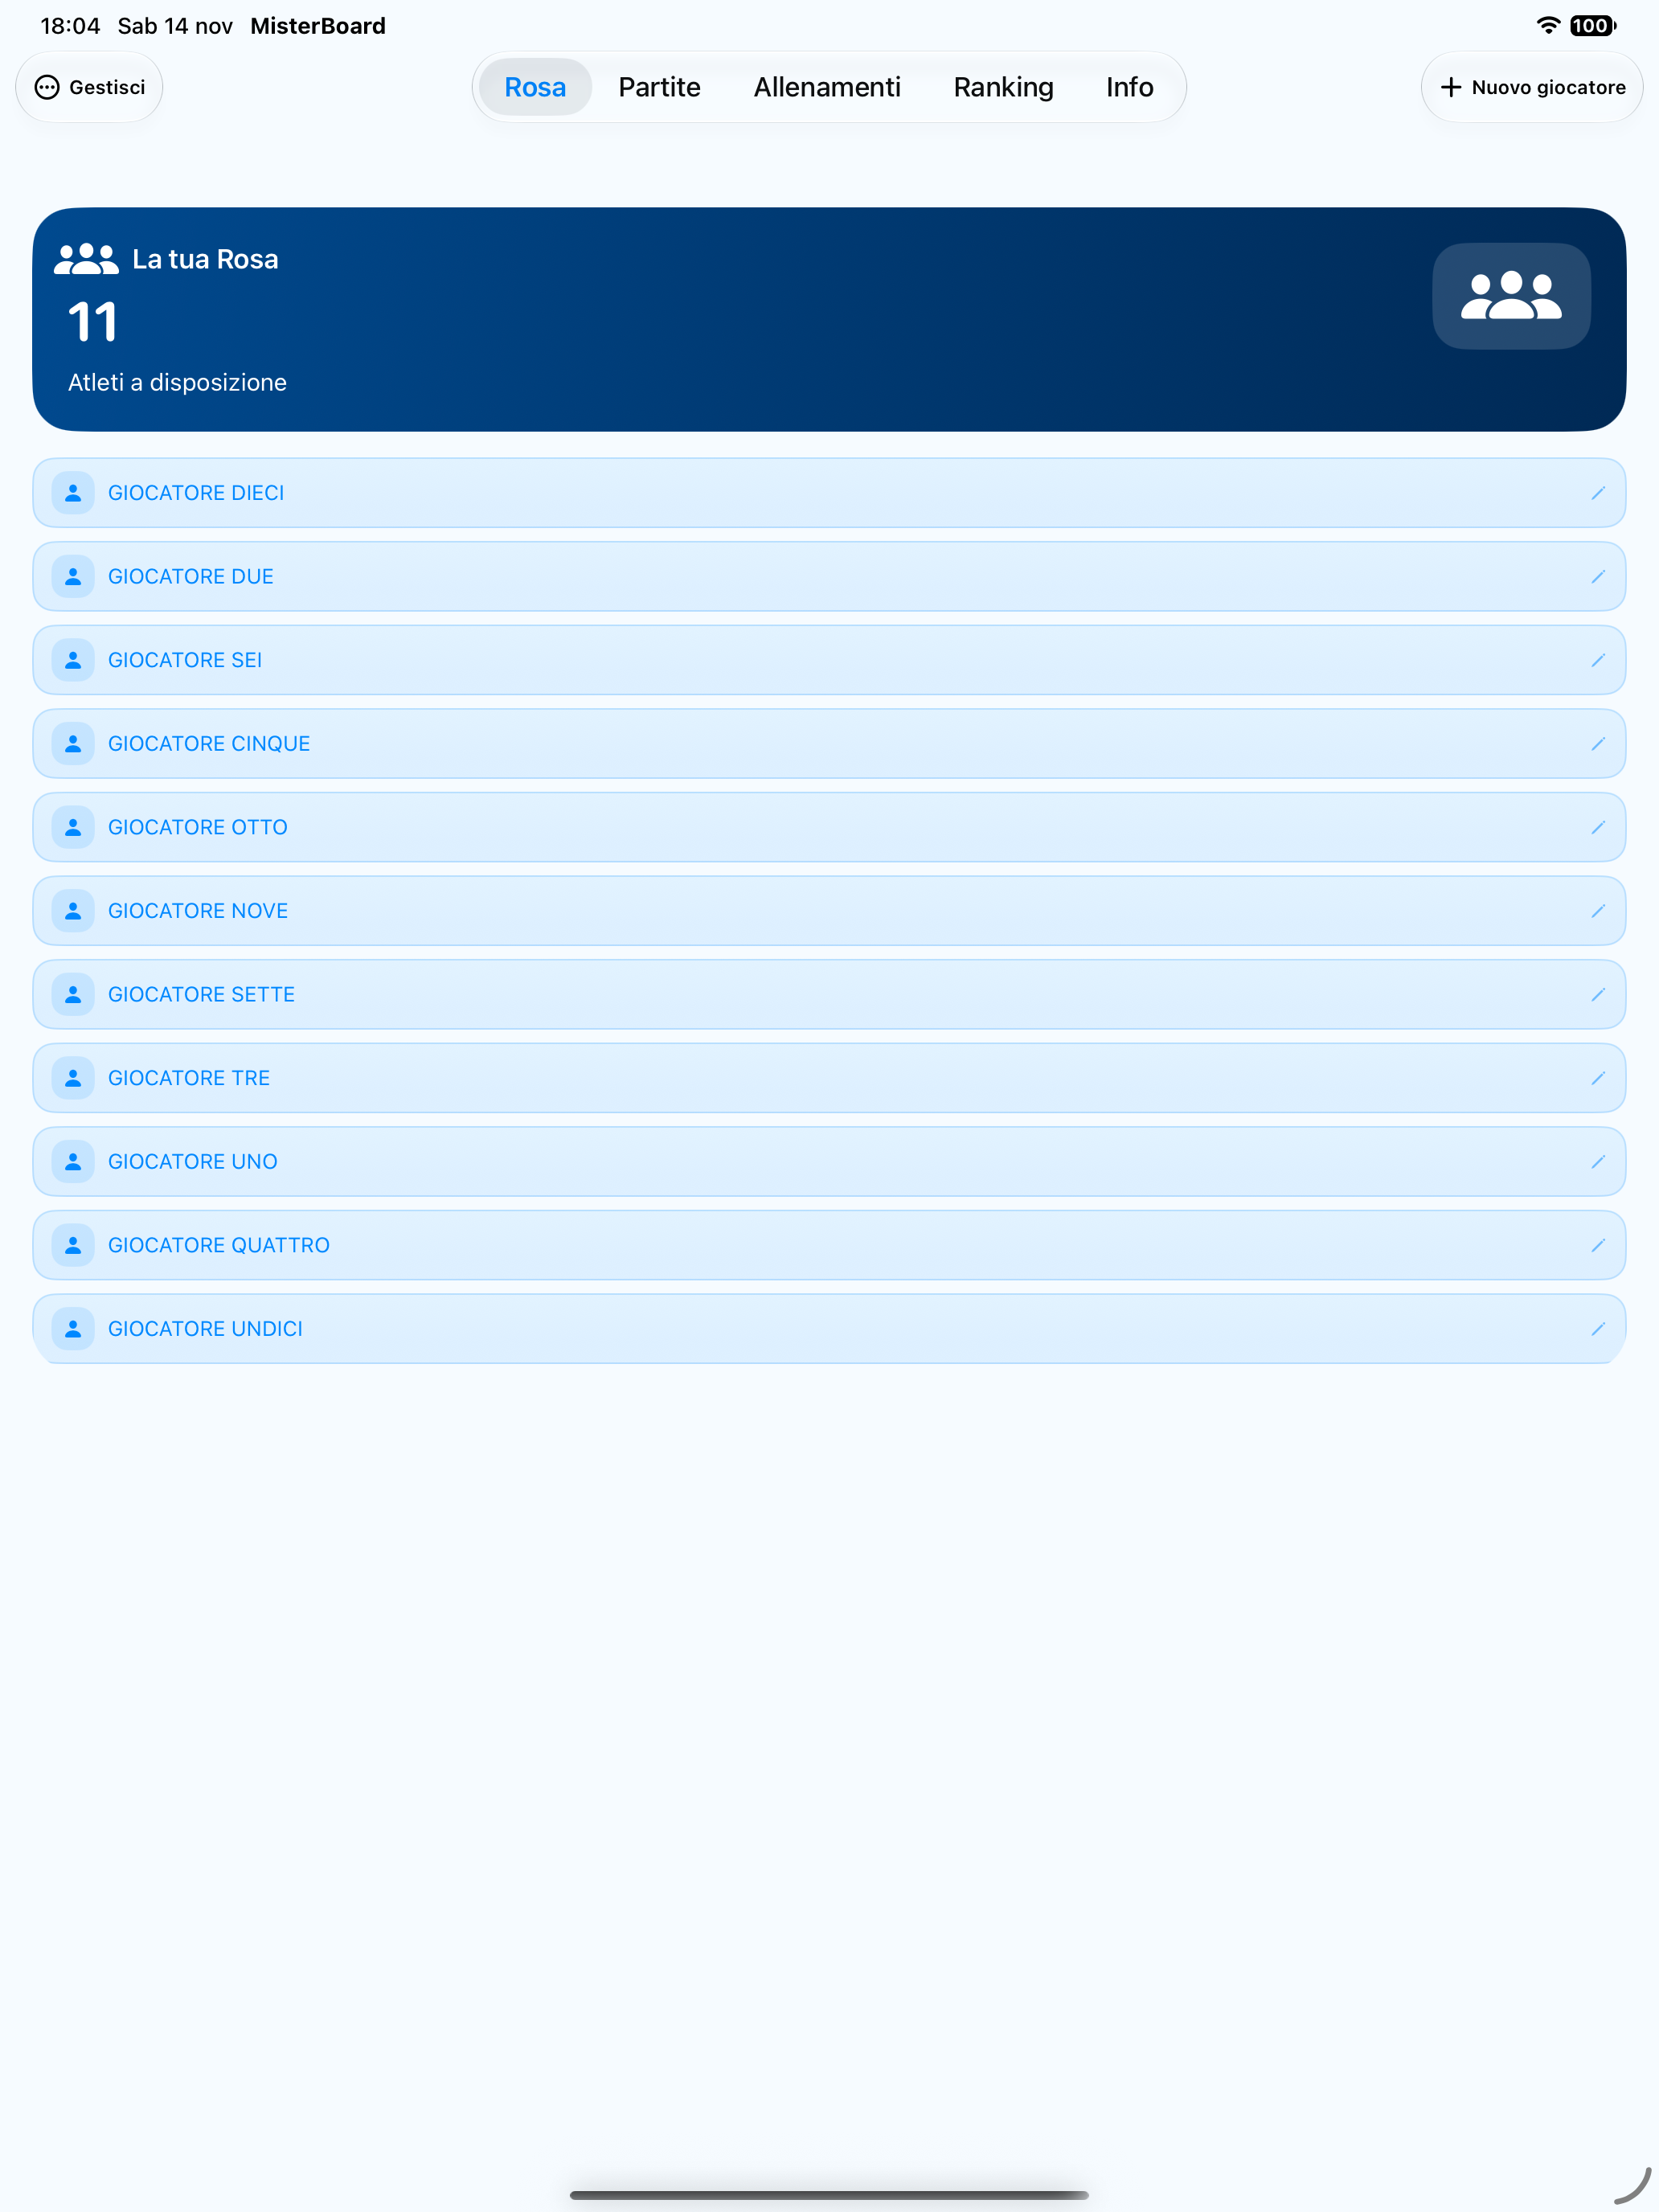 18:04 Sab 14 nov MisterBoard
100
Gestisci
Rosa Partite Allenamenti Ranking Info
Nuovo giocatore
La tua Rosa
11
Atleti a disposizione
GIOCATORE DIECI
GIOCATORE DUE
GIOCATORE SEI
GIOCATORE CINQUE
GIOCATORE OTTO
GIOCATORE NOVE
GIOCATORE SETTE
GIOCATORE TRE
GIOCATORE UNO
GIOCATORE QUATTRO
GIOCATORE UNDICI